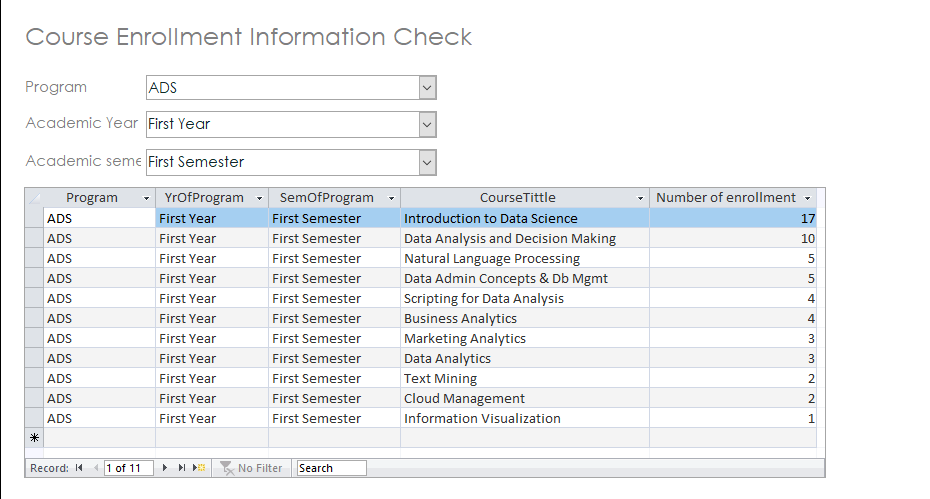 Course Enrollment Information Check
Program ADS
Academic Year First Year
Academic seme First Semester
Program YrOfProgram SemOfProgram CourseTittle Number of enrollment
ADS First Year First Semester Introduction to Data Science 17
ADS First Year First Semester Data Analysis and Decision Making 10
ADS First Year First Semester Natural Language Processing 5
ADS First Year First Semester Data Admin Concepts & Db Mgmt 5
ADS First Year First Semester Scripting for Data Analysis 4
ADS First Year First Semester Business Analytics 4
ADS First Year First Semester Marketing Analytics 3
ADS First Year First Semester Data Analytics 3
ADS First Year First Semester Text Mining 2
ADS First Year First Semester Cloud Management 2
ADS First Year First Semester Information Visualization 1
Record: 1 of 11 No Filter Search